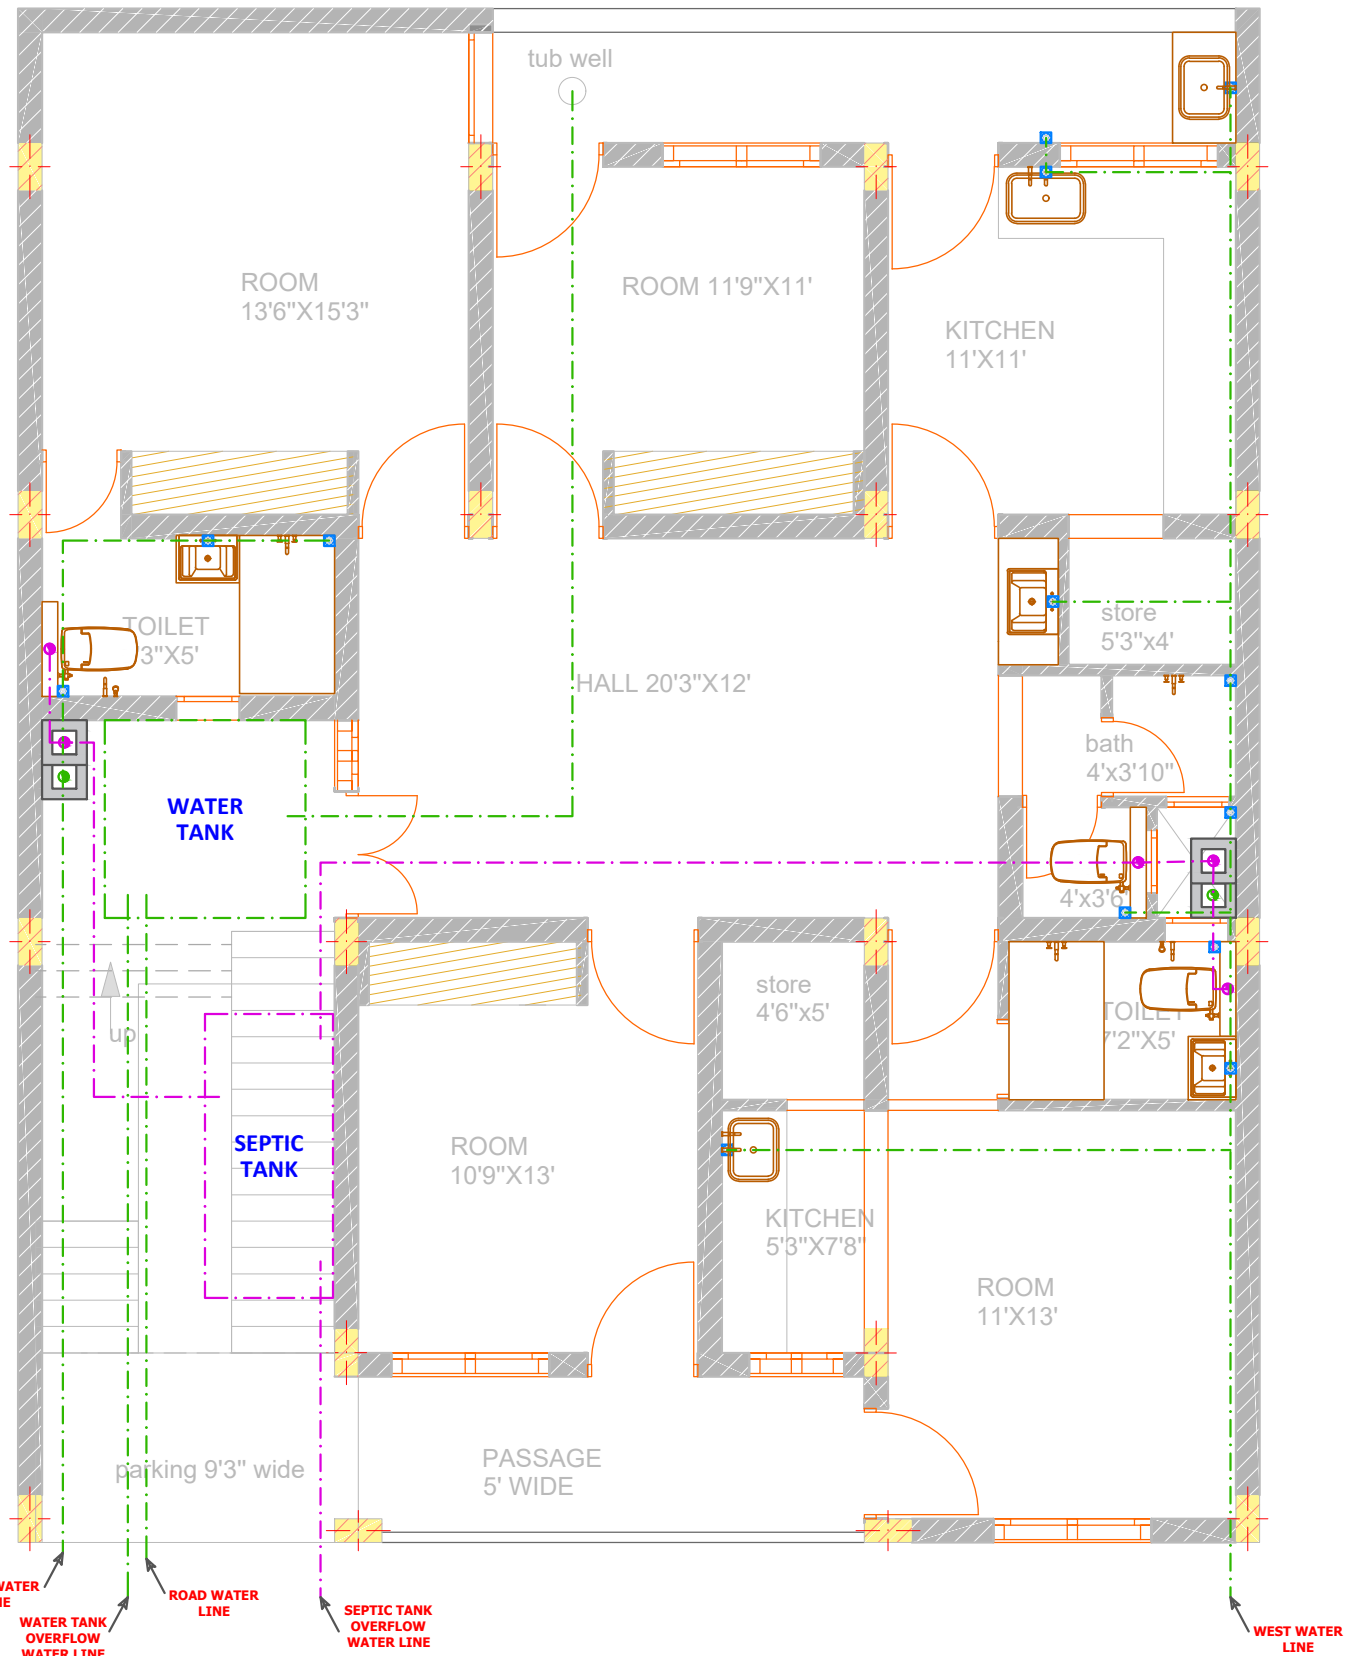 tub well
ROOM
13'6"X15'3"
ROOM 11'9"X11'
KITCHEN
11'X11'
TOILET
3"X5'
store
5'3"x4'
HALL 20'3"X12'
bath
4'x3'10"
WATER
TANK
4'x3'6
up
store
4'6"x5'
TOILET
7'2"X5'
SEPTIC
TANK
ROOM
10'9"X13'
KITCHEN
5'3"X7'8"
ROOM
11'X13'
parking 9'3" wide
PASSAGE
5' WIDE
WATER
NE
WATER TANK
OVERFLOW
WATER LINE
ROAD WATER
LINE
SEPTIC TANK
OVERFLOW
WATER LINE
WEST WATER
LINE